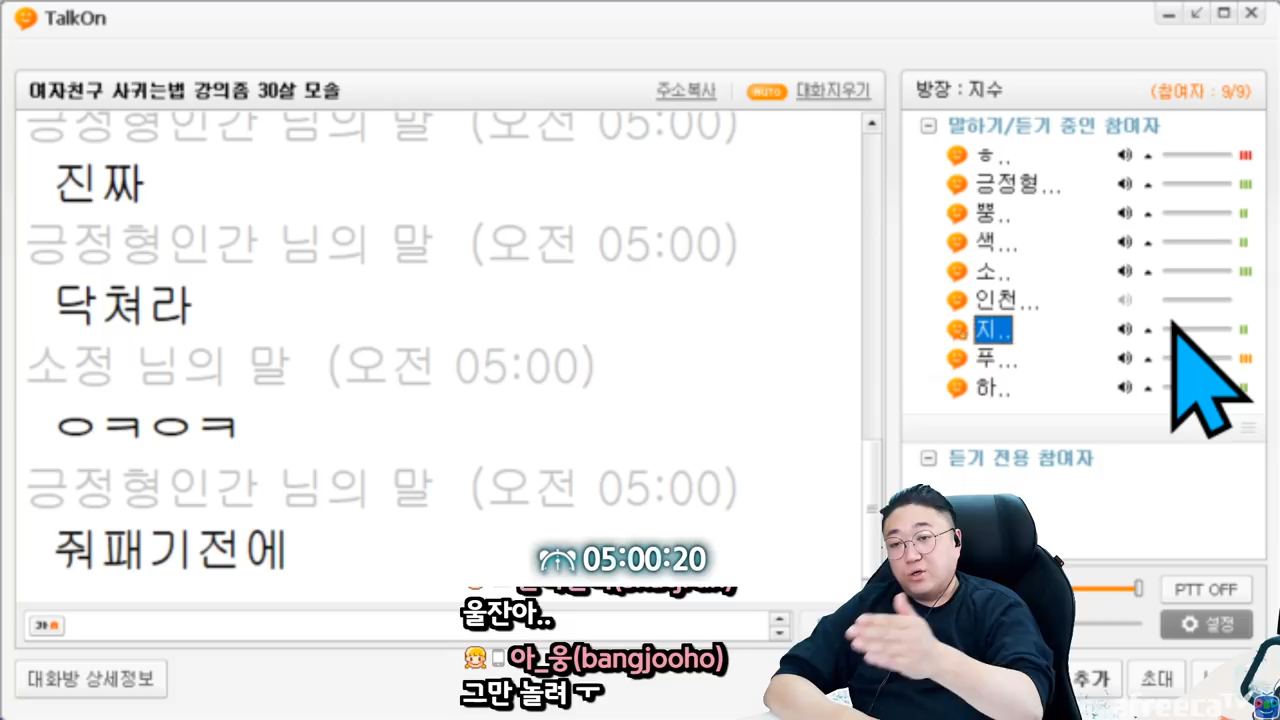 TalkOn
여자친구 사귀는법 강의좀 30살 모솔
주소복사
AUTO
대화지우기
긍정형인간 님의 말 (오전 05:00)
진짜
긍정형인간 님의 말 (오전 05:00)
닥쳐라
소정 님의 말 (오전 05:00)
ㅇㅋㅇㅋ
긍정형인간 님의 말 (오전 05:00)
줘패기전에
방장 : 지수
(참여자 : 9/9)
말하기/듣기 중인 참여자
ㅎ..
긍정형...
뿡..
색...
소..
인천...
지..
푸...
하..
듣기 전용 참여자
05:00:20
울잖아..
아_웅(bangjooho)
그만 놀려 ㅜ
가
PTT OFF
설정
대화방 상세정보
추가
초대
afreecaTV